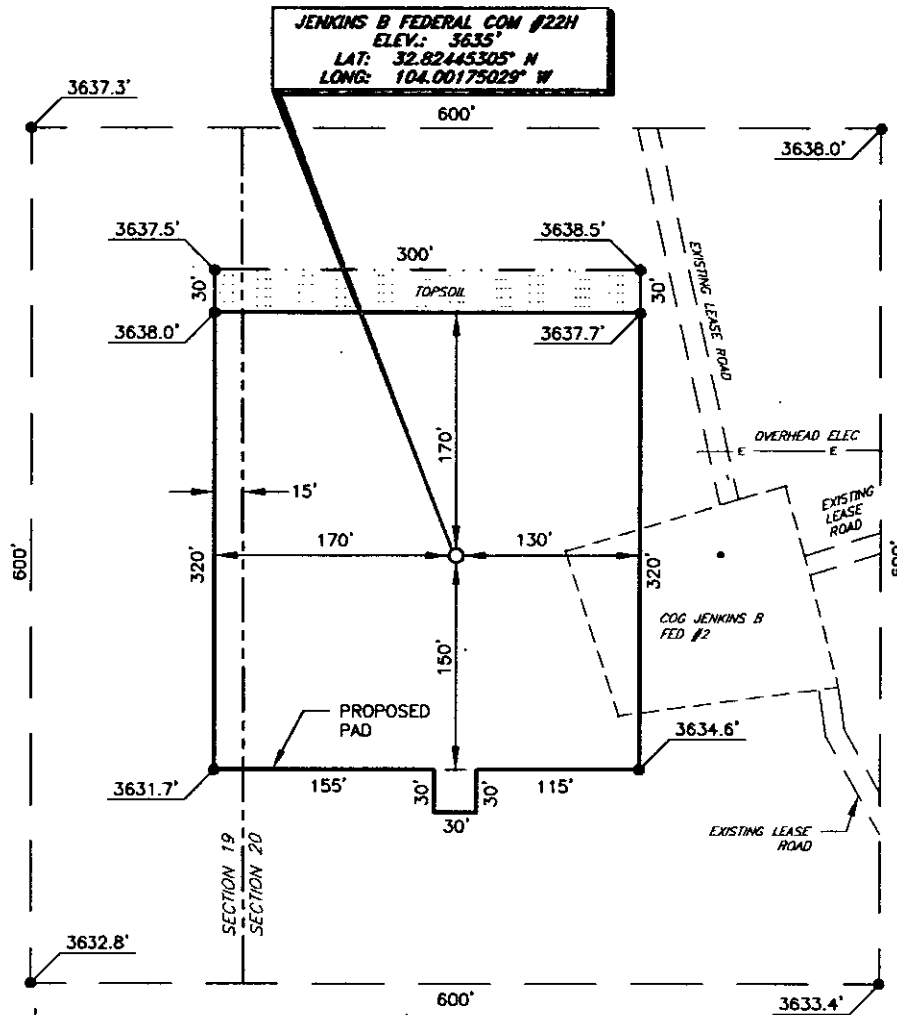 JENKINS B FEDERAL COM #22H
ELEV.: 3635'
LAT: 32.82445305° N
LONG: 104.00175029° W
3637.3'
600'
3638.0'
3637.5'
300'
3638.5'
30'
TOPSOIL
30'
EXISTING LEASE ROAD
3638.0'
3637.7'
170'
OVERHEAD ELEC
E
E
15'
EXISTING
LEASE
ROAD
170'
130'
600'
320'
320'
600'
COG JENKINS B
FED #2
150'
PROPOSED
PAD
3634.6'
3631.7'
155'
30'
30'
115'
30'
EXISTING LEASE
ROAD
SECTION 19
SECTION 20
3632.8'
600'
3633.4'